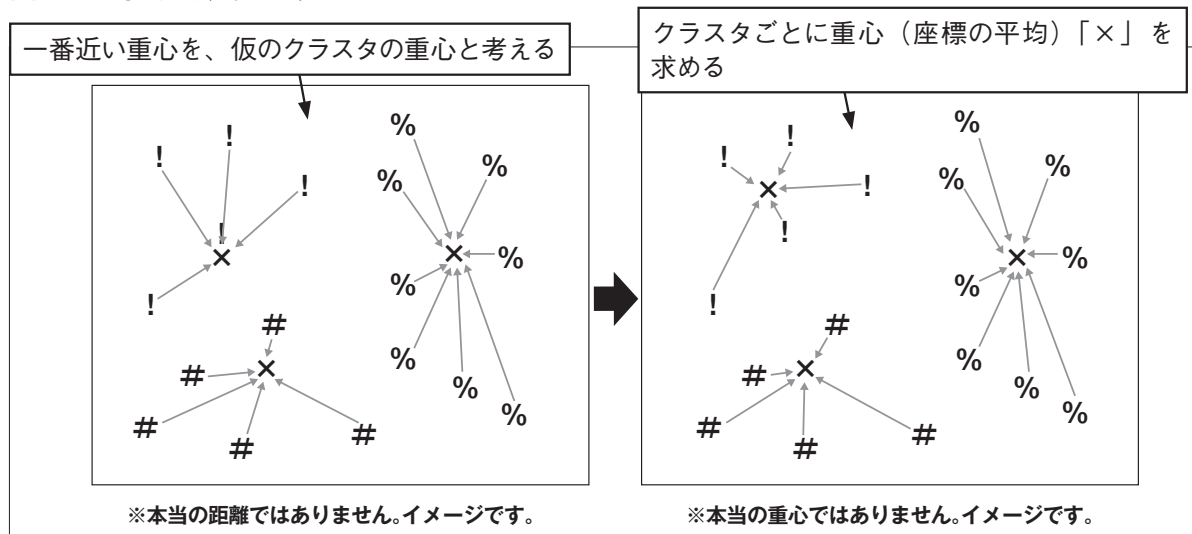 一番近い重心を、仮のクラスタの重心と考える
クラスタごとに重心（座標の平均）「×」を
求める
! ! ! ! !
×
% % % % % % % %
×
# # # # #
×
! ! ! ! !
×
% % % % % % % %
×
# # # # #
×
※本当の距離ではありません。イメージです。
※本当の重心ではありません。イメージです。